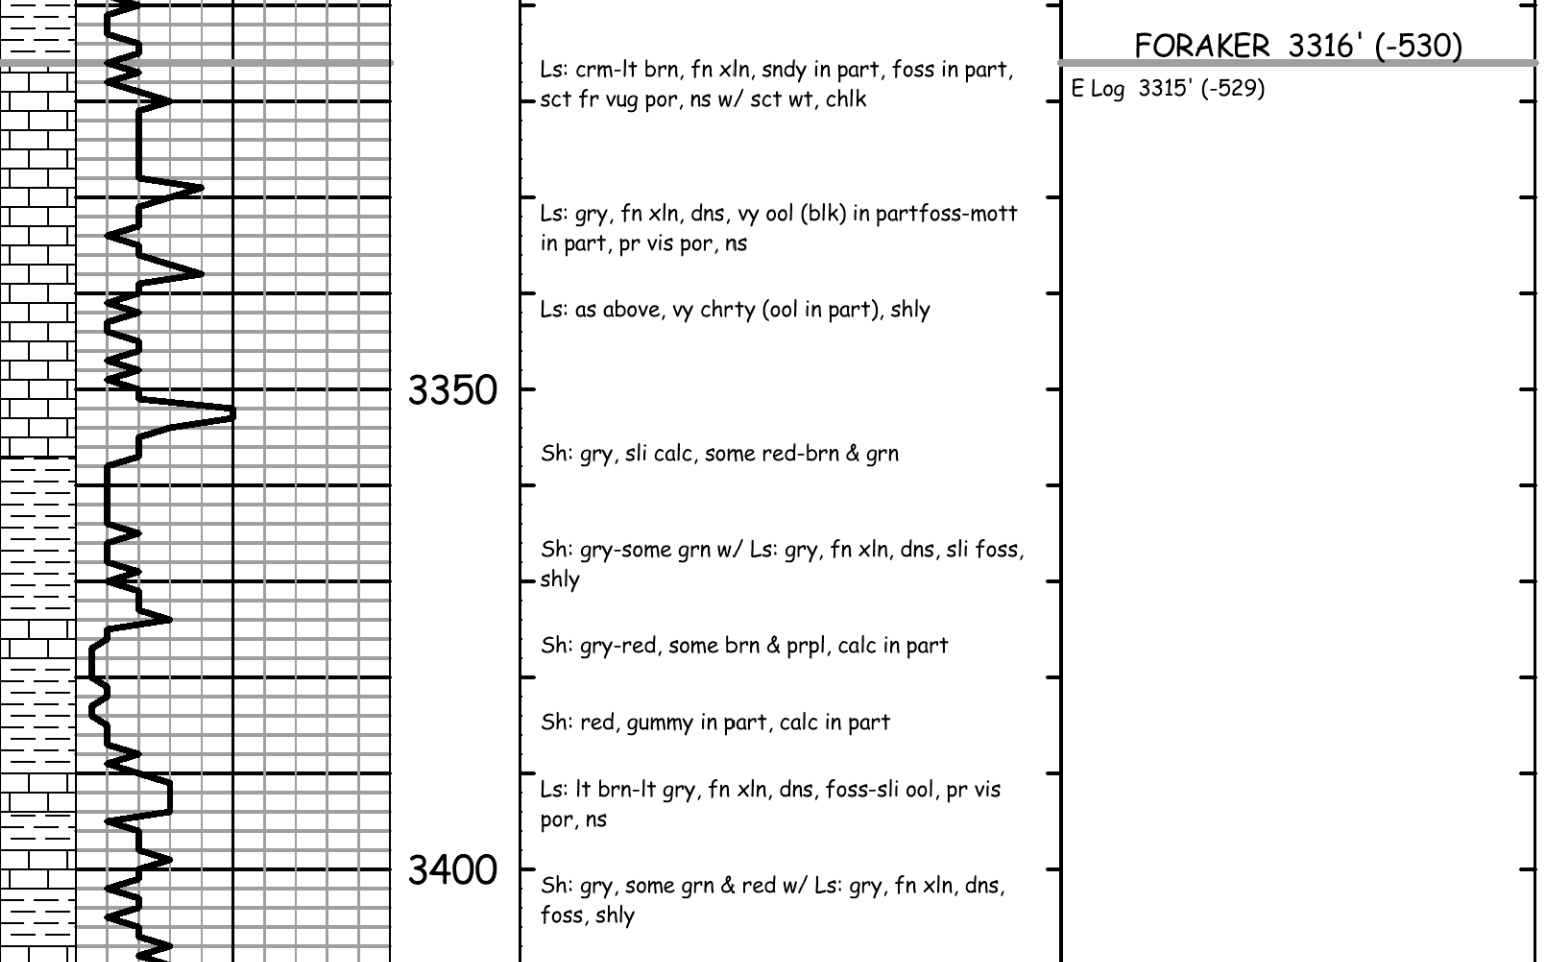 FORAKER 3316' (-530)
Ls: crm-lt brn, fn xln, sndy in part, foss in part,
sct fr vug por, ns w/ sct wt, chlk
E Log 3315' (-529)
Ls: gry, fn xln, dns, vy ool (blk) in partfoss-mott
in part, pr vis por, ns
Ls: as above, vy chrty (ool in part), shly
3350
Sh: gry, sli calc, some red-brn & grn
Sh: gry-some grn w/ Ls: gry, fn xln, dns, sli foss,
shly
Sh: gry-red, some brn & prpl, calc in part
Sh: red, gummy in part, calc in part
Ls: lt brn-lt gry, fn xln, dns, foss-sli ool, pr vis
por, ns
3400
Sh: gry, some grn & red w/ Ls: gry, fn xln, dns,
foss, shly